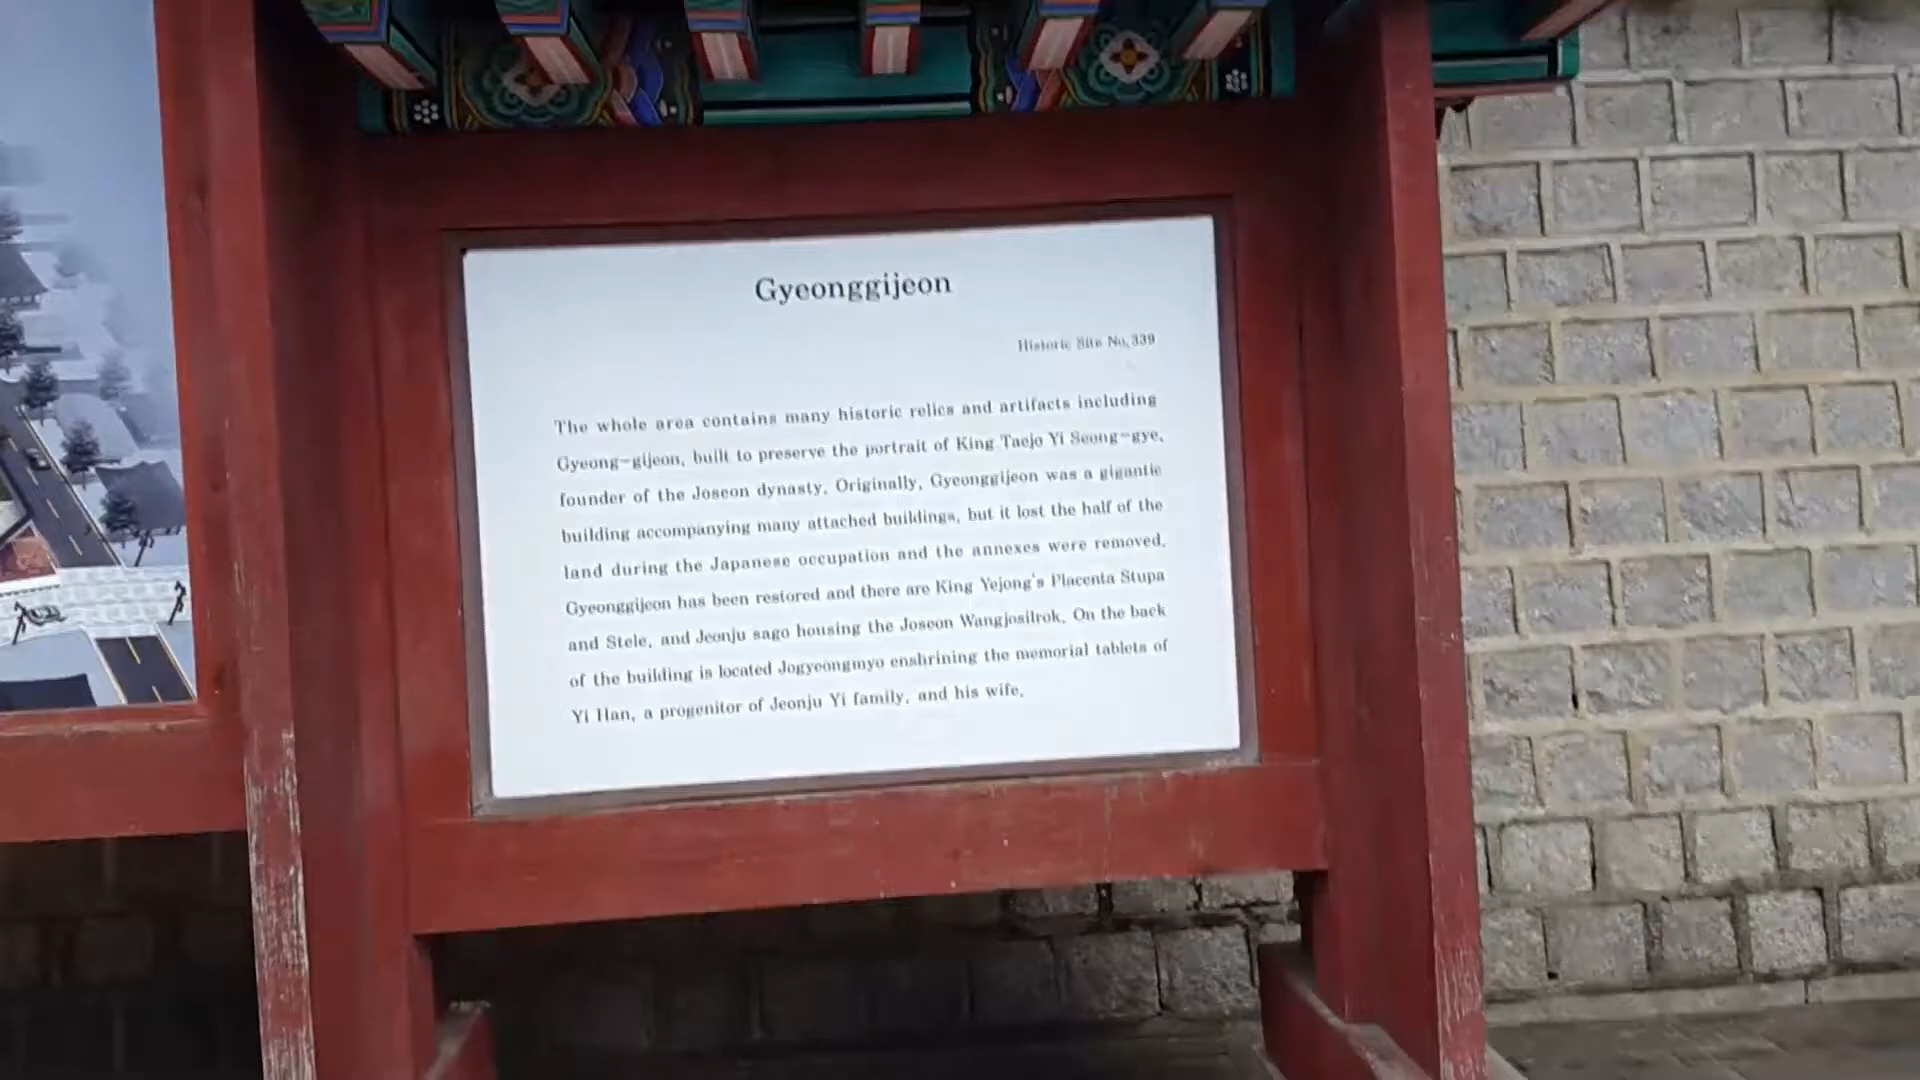 Gyeonggijeon
Historic Site No.339
The whole area contains many historic relics and artifacts including
Gyeong-gijeon, built to preserve the portrait of King Taejo Yi Seong-gye,
founder of the Joseon dynasty. Originally, Gyeonggijeon was a gigantic
building accompanying many attached buildings, but it lost the half of the
land during the Japanese occupation and the annexes were removed.
Gyeonggijeon has been restored and there are King Yejong's Placenta Stupa
and Stele, and Jeonju sago housing the Joseon Wangjosilrok. On the back
of the building is located Jogyeongmyo enshrining the memorial tablets of
Yi Han, a progenitor of Jeonju Yi family, and his wife.